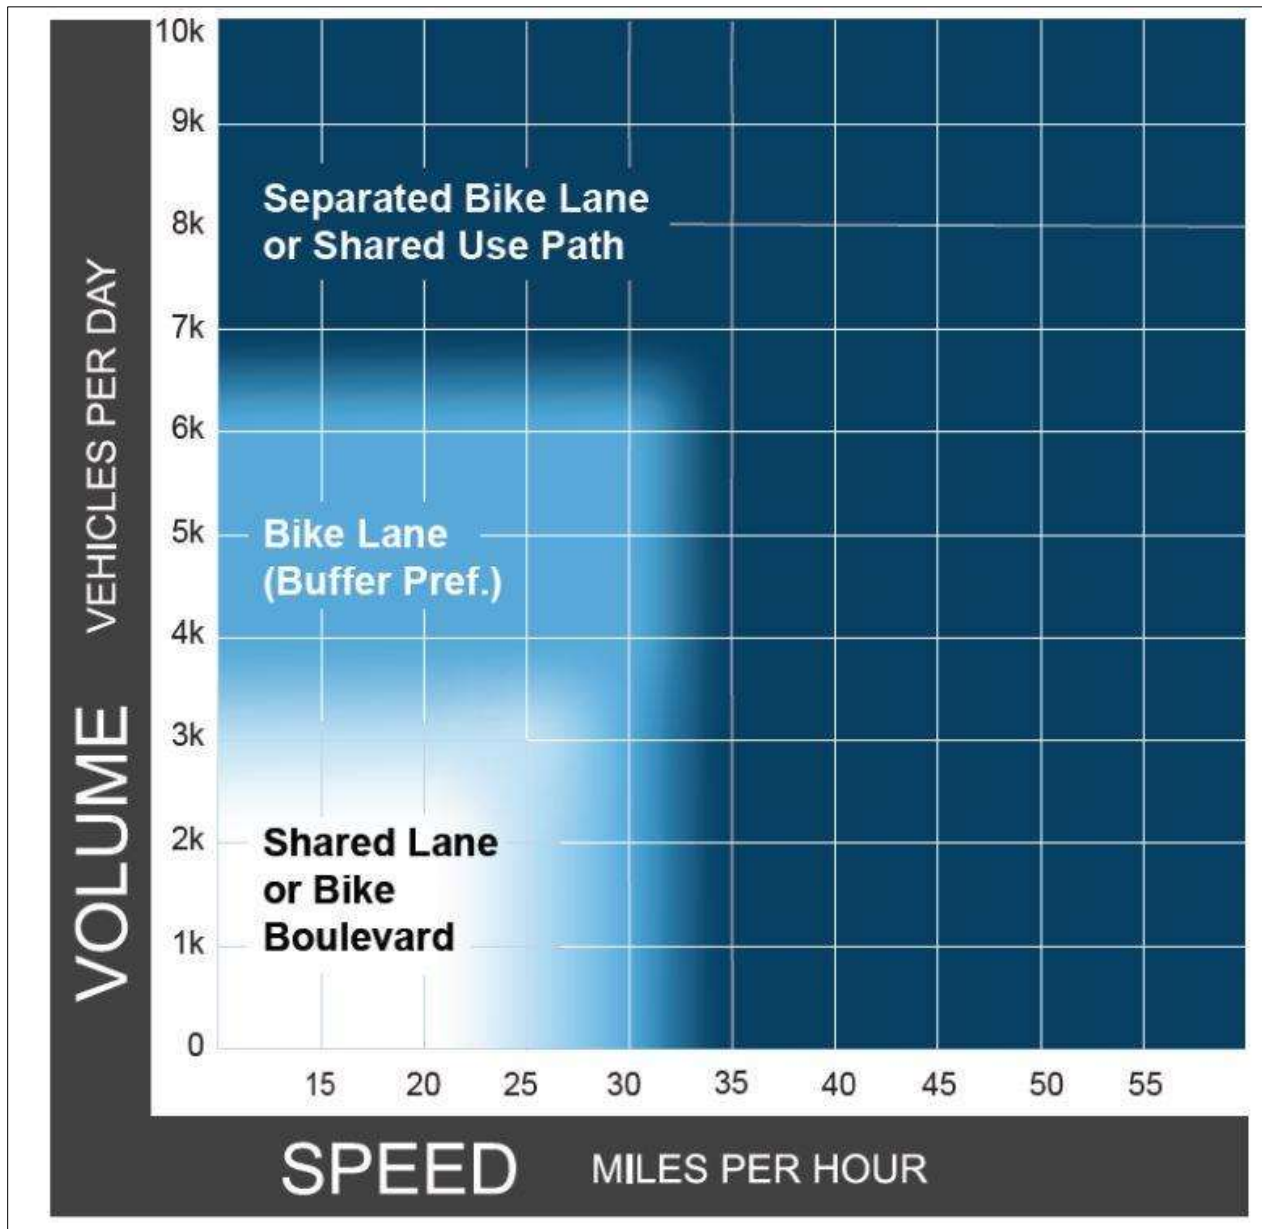 10k
9k
Separated Bike Lane
or Shared Use Path
8k
7k
6k
5k
Bike Lane
(Buffer Pref.)
4k
3k
2k
Shared Lane
or Bike
Boulevard
1k
0
VOLUME VEHICLES PER DAY
15 20 25 30 35 40 45 50 55
SPEED MILES PER HOUR